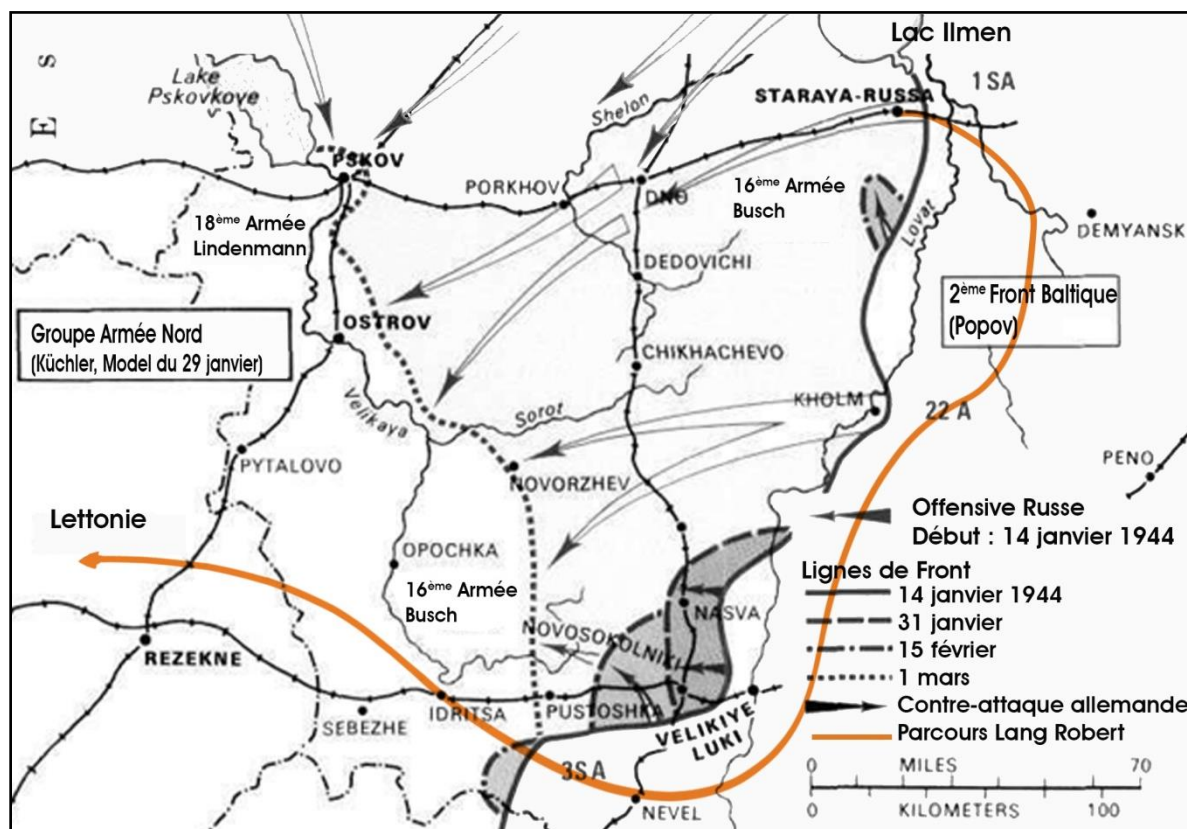 Lac Ilmen
E s
Lake
Pskovkoye
Shelon
1 SA
STARAYA-RUSSA
PSKOV
PORKHOV
DNO
16ème Armée
Busch
18ème Armée
Lindenmann
Lovat
DEMYANSK
DEDOVICHI
2ème Front Baltique
(Popov)
Groupe Armée Nord
(Küchler, Model du 29 janvier)
OSTROV
CHIKHACHEVO
Velikaya
Sorot
KHOLM
22 A
PYTALOVO
NOVORZHEV
PENO
Lettonie
Offensive Russe
Début : 14 janvier 1944
OPOCHKA
16ème Armée
Busch
NASVA
NOVOSOKOLNIKI
Lignes de Front
14 janvier 1944
31 janvier
15 février
1 mars
Contre-attaque allemande
Parcours Lang Robert
REZEKNE
SEBEZHE
IDRITSA
PUSTOSHKA
VELIKIYE
LUKI
3SA
NEVEL
0 MILES 70
0 KILOMETERS 100